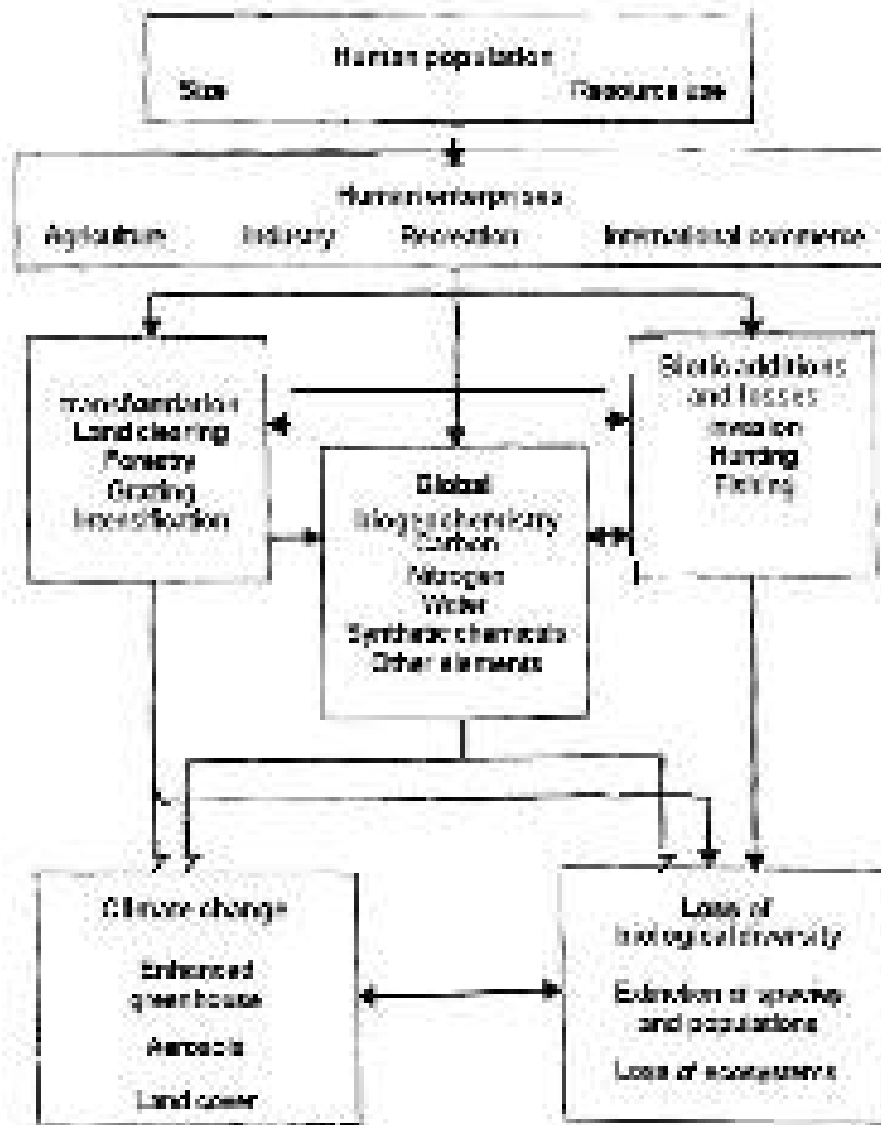 Human population
Size Resource use
Human enterprises
Agriculture Industry Recreation International commerce
transformation
Land clearing
Forestry
Grazing
Intensification
Global
biogeochemistry
Carbon
Nitrogen
Water
Synthetic chemicals
Other elements
Biotic additions
and losses
Invasion
Hunting
Fishing
Climate change
Enhanced
greenhouse
Aerosols
Land cover
Loss of
biological diversity
Extinction of species
and populations
Loss of ecosystems